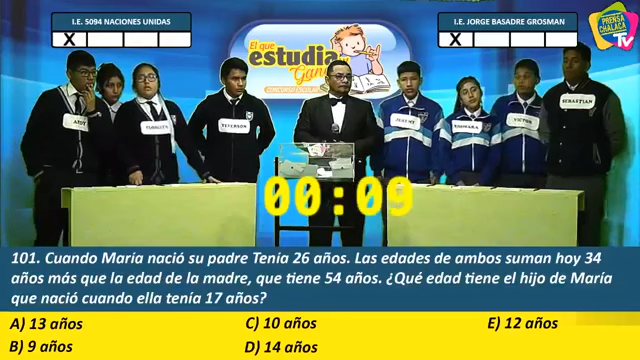 I.E. 5094 NACIONES UNIDAS
I.E. JORGE BASADRE GROSMAN
PRENSA
CHALACA
TV
X
X
El que
estudia
Gana
SEBASTIAN
YEFERSON
XIOMARA
VICTOR
00:09
101. Cuando María nació su padre Tenía 26 años. Las edades de ambos suman hoy 34
años más que la edad de la madre, que tiene 54 años. ¿Qué edad tiene el hijo de María
que nació cuando ella tenía 17 años?
A) 13 años
C) 10 años
E) 12 años
B) 9 años
D) 14 años